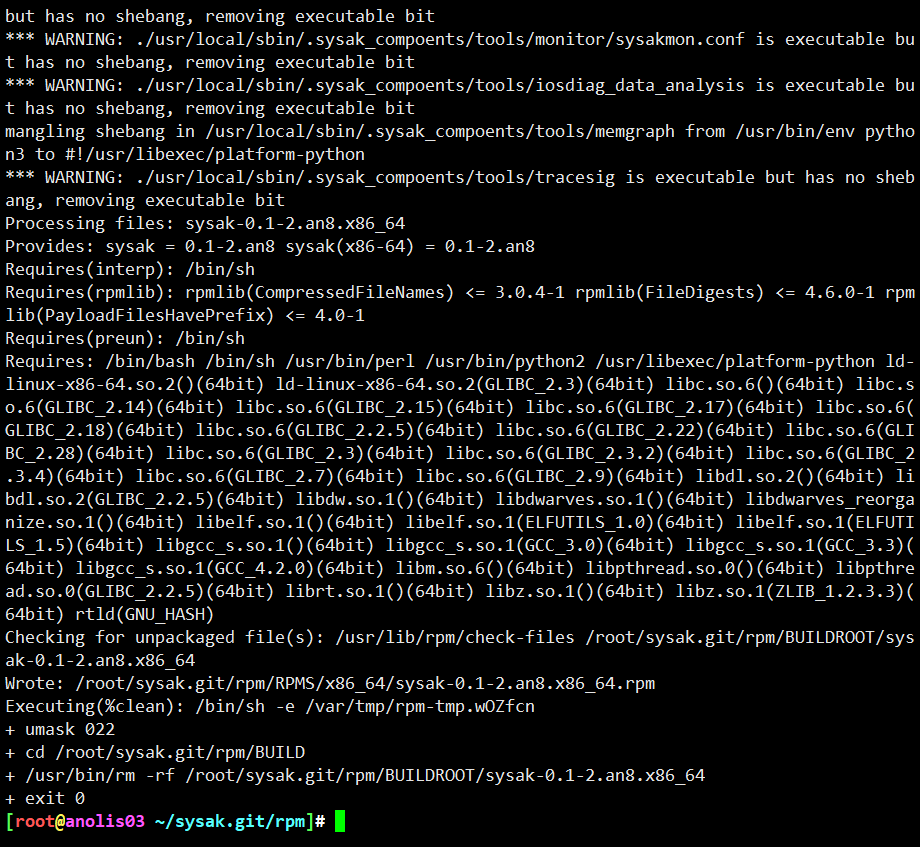 but has no shebang, removing executable bit
*** WARNING: ./usr/local/sbin/.sysak_compoents/tools/monitor/sysakmon.conf is executable bu
t has no shebang, removing executable bit
*** WARNING: ./usr/local/sbin/.sysak_compoents/tools/iosdiag_data_analysis is executable bu
t has no shebang, removing executable bit
mangling shebang in /usr/local/sbin/.sysak_compoents/tools/memgraph from /usr/bin/env pytho
n3 to #!/usr/libexec/platform-python
*** WARNING: ./usr/local/sbin/.sysak_compoents/tools/tracesig is executable but has no sheb
ang, removing executable bit
Processing files: sysak-0.1-2.an8.x86_64
Provides: sysak = 0.1-2.an8 sysak(x86-64) = 0.1-2.an8
Requires(interp): /bin/sh
Requires(rpmlib): rpmlib(CompressedFileNames) <= 3.0.4-1 rpmlib(FileDigests) <= 4.6.0-1 rpm
lib(PayloadFilesHavePrefix) <= 4.0-1
Requires(preun): /bin/sh
Requires: /bin/bash /bin/sh /usr/bin/perl /usr/bin/python2 /usr/libexec/platform-python ld-
linux-x86-64.so.2()(64bit) ld-linux-x86-64.so.2(GLIBC_2.3)(64bit) libc.so.6()(64bit) libc.s
o.6(GLIBC_2.14)(64bit) libc.so.6(GLIBC_2.15)(64bit) libc.so.6(GLIBC_2.17)(64bit) libc.so.6(
GLIBC_2.18)(64bit) libc.so.6(GLIBC_2.2.5)(64bit) libc.so.6(GLIBC_2.22)(64bit) libc.so.6(GLI
BC_2.28)(64bit) libc.so.6(GLIBC_2.3)(64bit) libc.so.6(GLIBC_2.3.2)(64bit) libc.so.6(GLIBC_2
.3.4)(64bit) libc.so.6(GLIBC_2.7)(64bit) libc.so.6(GLIBC_2.9)(64bit) libdl.so.2()(64bit) li
bdl.so.2(GLIBC_2.2.5)(64bit) libdw.so.1()(64bit) libdwarves.so.1()(64bit) libdwarves_reorga
nize.so.1()(64bit) libelf.so.1()(64bit) libelf.so.1(ELFUTILS_1.0)(64bit) libelf.so.1(ELFUTI
LS_1.5)(64bit) libgcc_s.so.1()(64bit) libgcc_s.so.1(GCC_3.0)(64bit) libgcc_s.so.1(GCC_3.3)(
64bit) libgcc_s.so.1(GCC_4.2.0)(64bit) libm.so.6()(64bit) libpthread.so.0()(64bit) libpthre
ad.so.0(GLIBC_2.2.5)(64bit) librt.so.1()(64bit) libz.so.1()(64bit) libz.so.1(ZLIB_1.2.3.3)(
64bit) rtld(GNU_HASH)
Checking for unpackaged file(s): /usr/lib/rpm/check-files /root/sysak.git/rpm/BUILDROOT/sys
ak-0.1-2.an8.x86_64
Wrote: /root/sysak.git/rpm/RPMS/x86_64/sysak-0.1-2.an8.x86_64.rpm
Executing(%clean): /bin/sh -e /var/tmp/rpm-tmp.wOZfcn
+ umask 022
+ cd /root/sysak.git/rpm/BUILD
+ /usr/bin/rm -rf /root/sysak.git/rpm/BUILDROOT/sysak-0.1-2.an8.x86_64
+ exit 0
[root@anolis03 ~/sysak.git/rpm]#